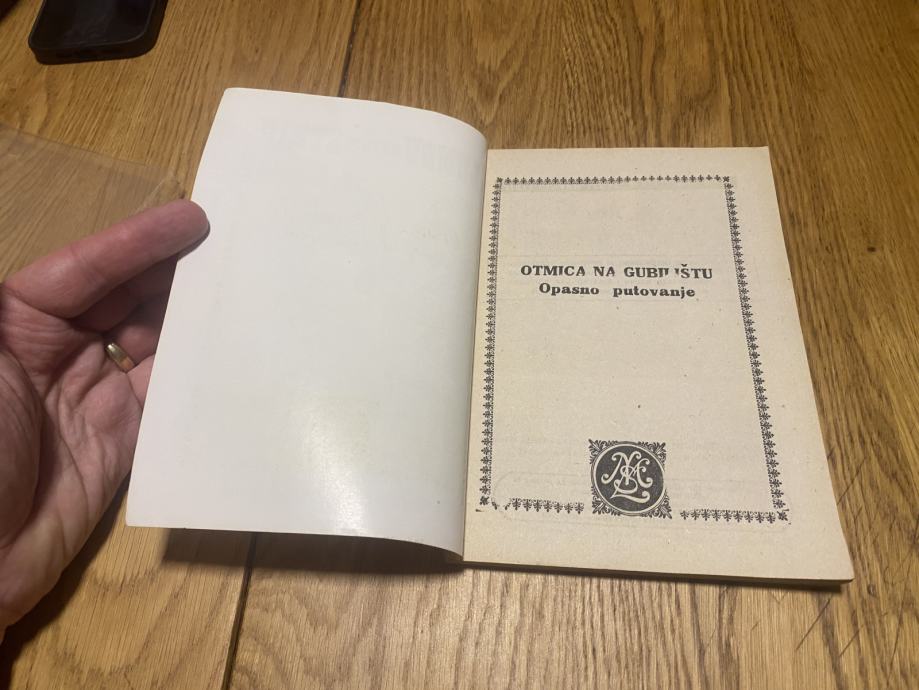 OTMICA NA GUBILIŠTU
Opasno putovanje